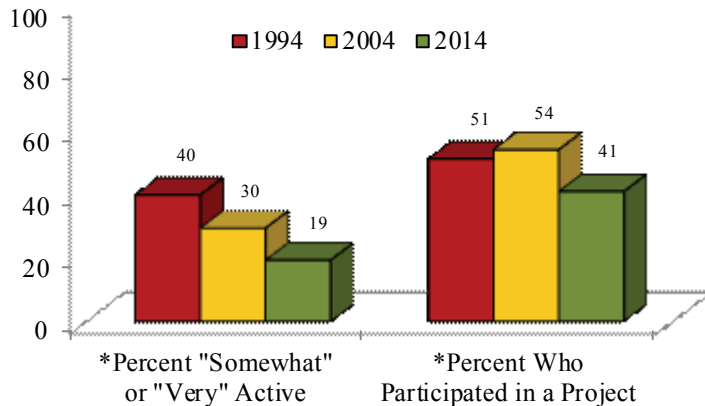 100
80
60
40
20
0
1994 2004 2014
40
30
19
51
54
41
*Percent "Somewhat"
or "Very" Active
*Percent Who
Participated in a Project